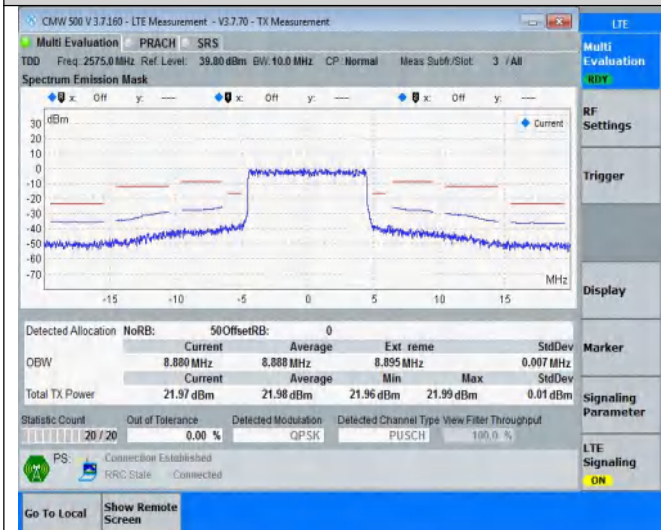 CMW 500 V 3.7.160 - LTE Measurement - V3.7.70 - TX Measurement
LTE
Multi Evaluation PRACH SRS
TDD Freq.: 2575.0 MHz Ref. Level: 39.80 dBm BW: 10.0 MHz CP: Normal Meas Subfr./Slot: 3 / All
Spectrum Emission Mask
x: Off y: --- x: Off y: --- x: Off y: ---
dBm
Current
30
20
10
0
-10
-20
-30
-40
-50
-60
-70
MHz
-15 -10 -5 0 5 10 15
Detected Allocation NoRB: 50 OffsetRB: 0
Current Average Ext reme StdDev
OBW 8.880 MHz 8.888 MHz 8.895 MHz 0.007 MHz
Current Average Min Max StdDev
Total TX Power 21.97 dBm 21.98 dBm 21.96 dBm 21.99 dBm 0.01 dBm
Statistic Count Out of Tolerance Detected Modulation Detected Channel Type View Filter Throughput
20 / 20 0.00 % QPSK PUSCH 100.0 %
PS: Connection Established
RRC State Connected
Multi
Evaluation
RDY
RF
Settings
Trigger
Display
Marker
Signaling
Parameter
LTE
Signaling
ON
Go To Local
Show Remote
Screen